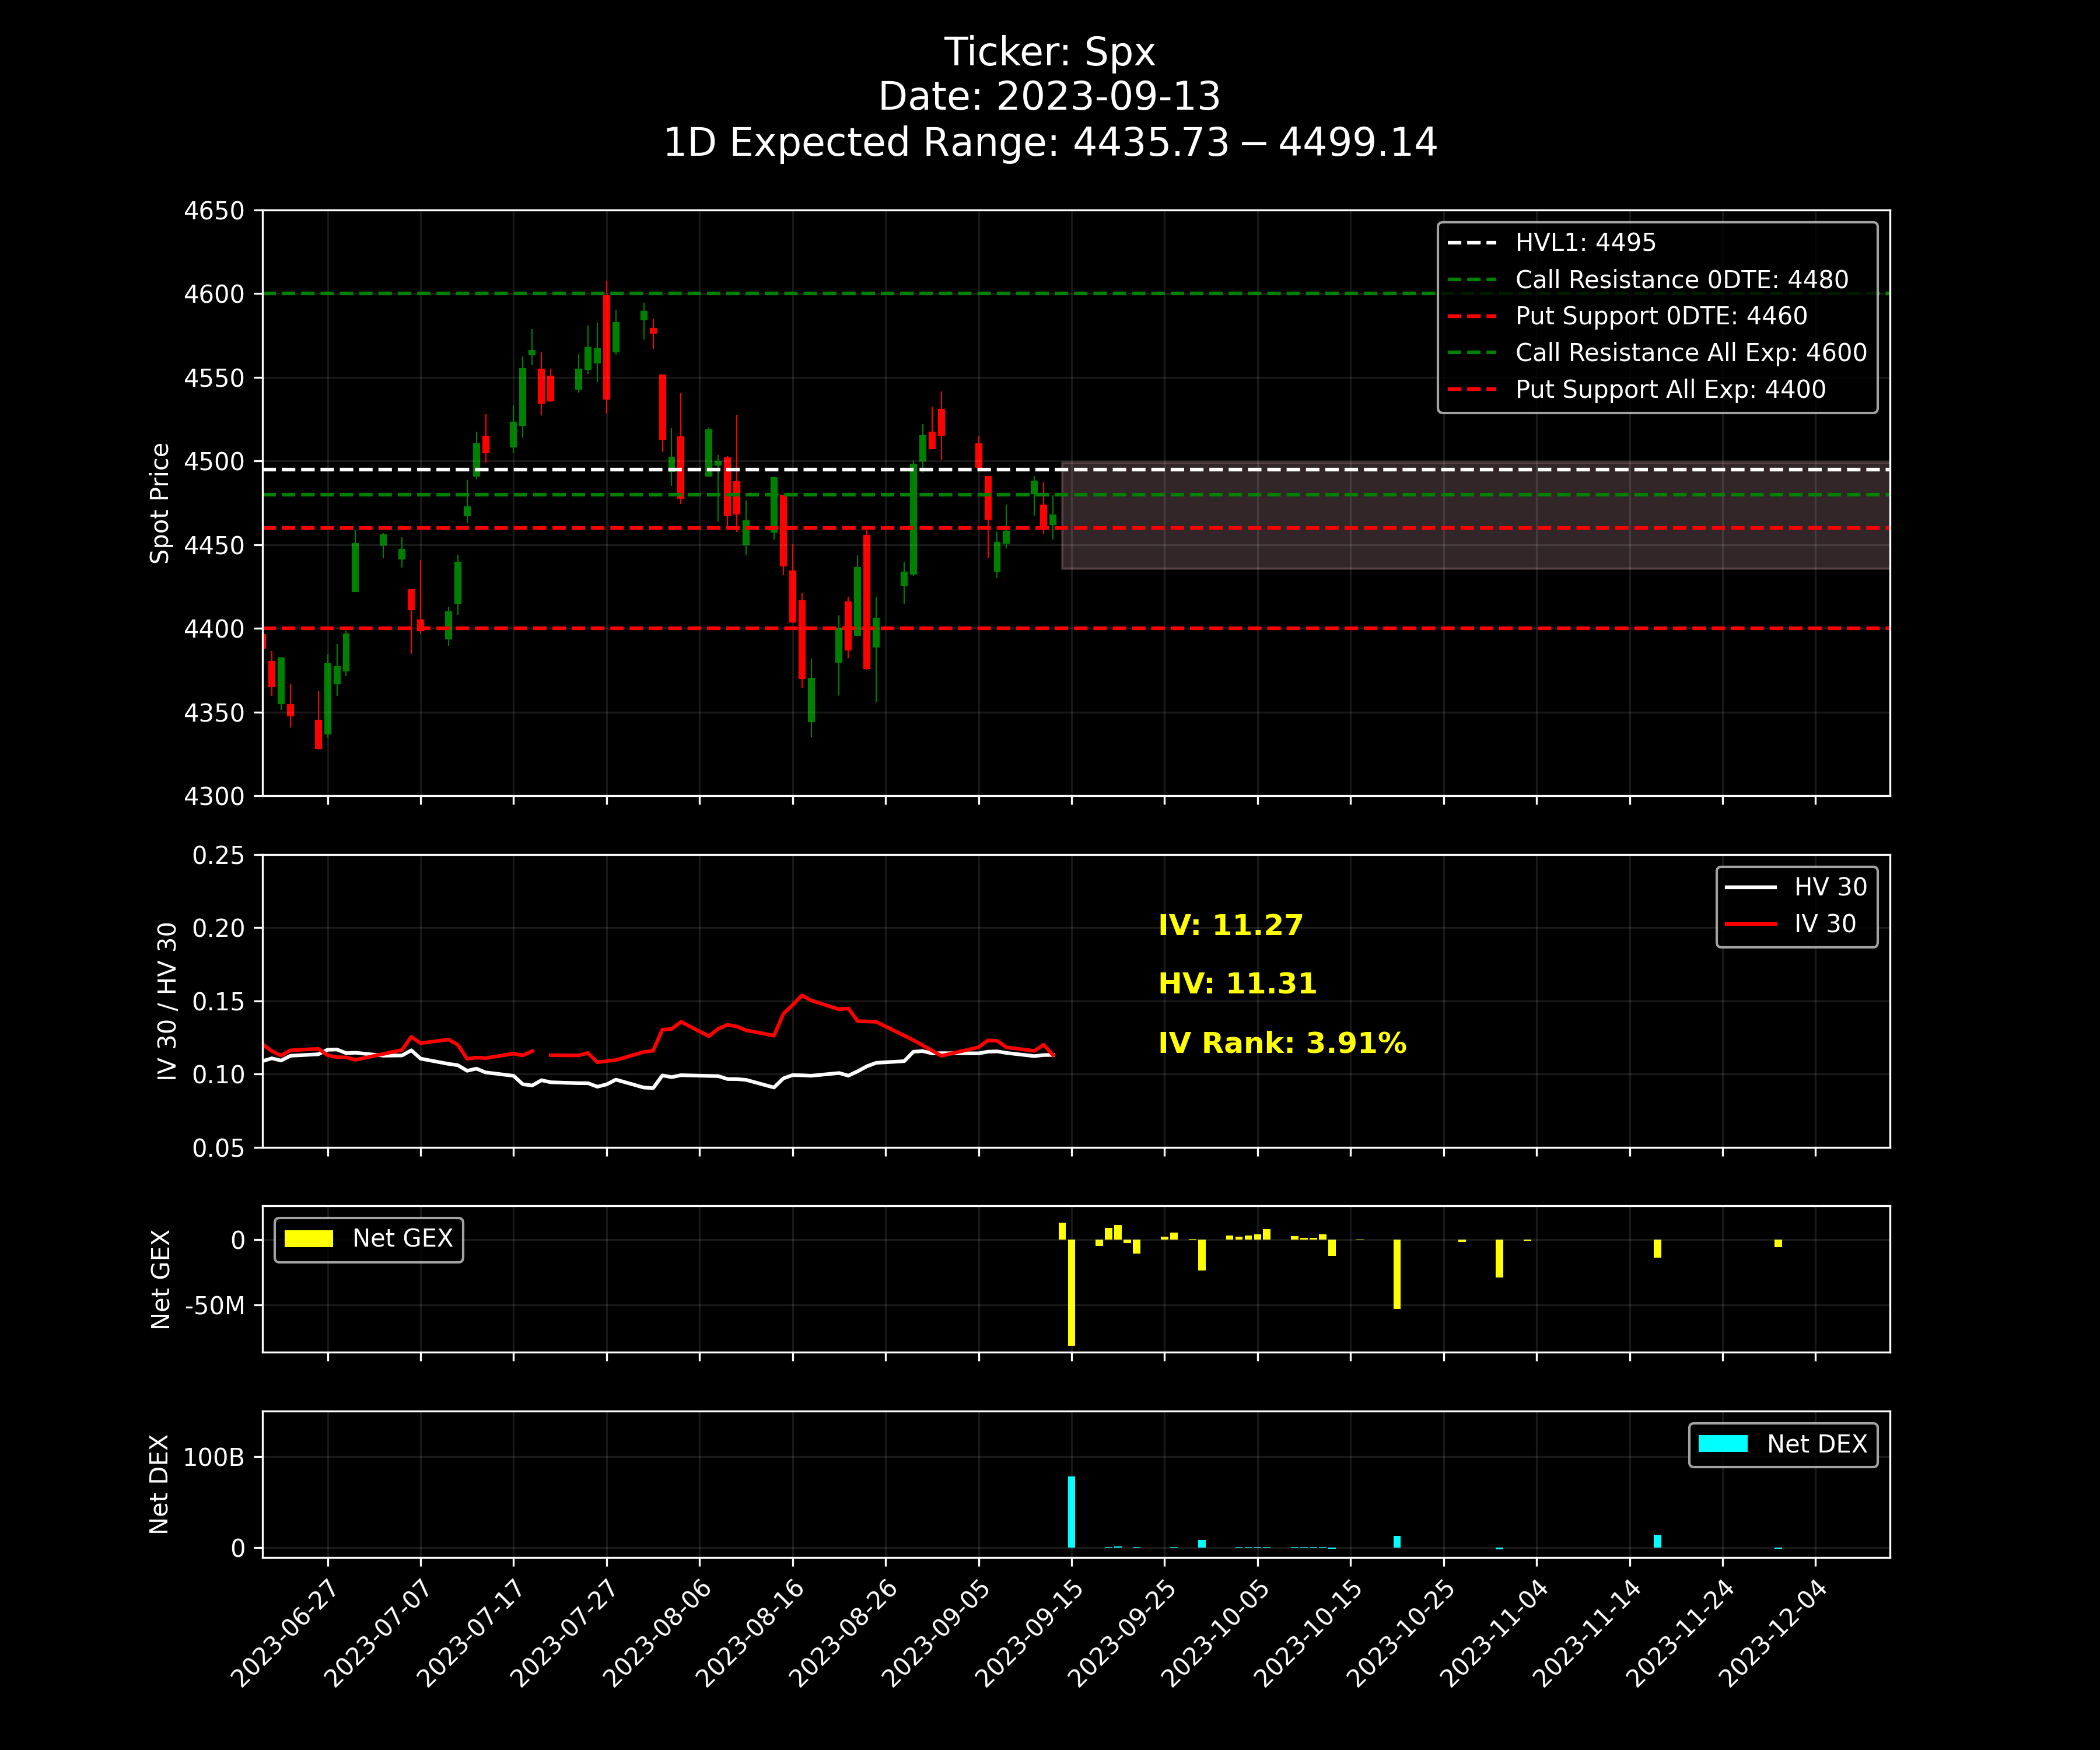 Ticker: Spx
Date: 2023-09-13
1D Expected Range: 4435.73 − 4499.14
4650
4600
4550
4500
4450
4400
4350
4300
Spot Price
HVL1: 4495
Call Resistance 0DTE: 4480
Put Support 0DTE: 4460
Call Resistance All Exp: 4600
Put Support All Exp: 4400
0.25
0.20
0.15
0.10
0.05
IV 30 / HV 30
IV: 11.27
HV: 11.31
IV Rank: 3.91%
HV 30
IV 30
0
-50M
Net GEX
Net GEX
100B
0
Net DEX
Net DEX
2023-06-27
2023-07-07
2023-07-17
2023-07-27
2023-08-06
2023-08-16
2023-08-26
2023-09-05
2023-09-15
2023-09-25
2023-10-05
2023-10-15
2023-10-25
2023-11-04
2023-11-14
2023-11-24
2023-12-04